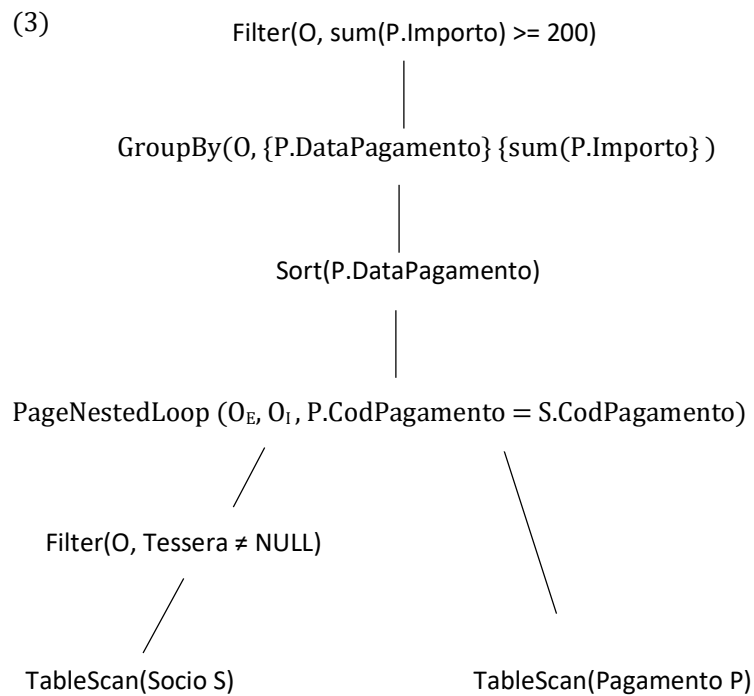 (3)
Filter(O, sum(P.Importo) >= 200)
GroupBy(O, {P.DataPagamento} {sum(P.Importo} )
Sort(P.DataPagamento)
PageNestedLoop (OE, OI, P.CodPagamento = S.CodPagamento)
Filter(O, Tessera ≠ NULL)
TableScan(Socio S) TableScan(Pagamento P)